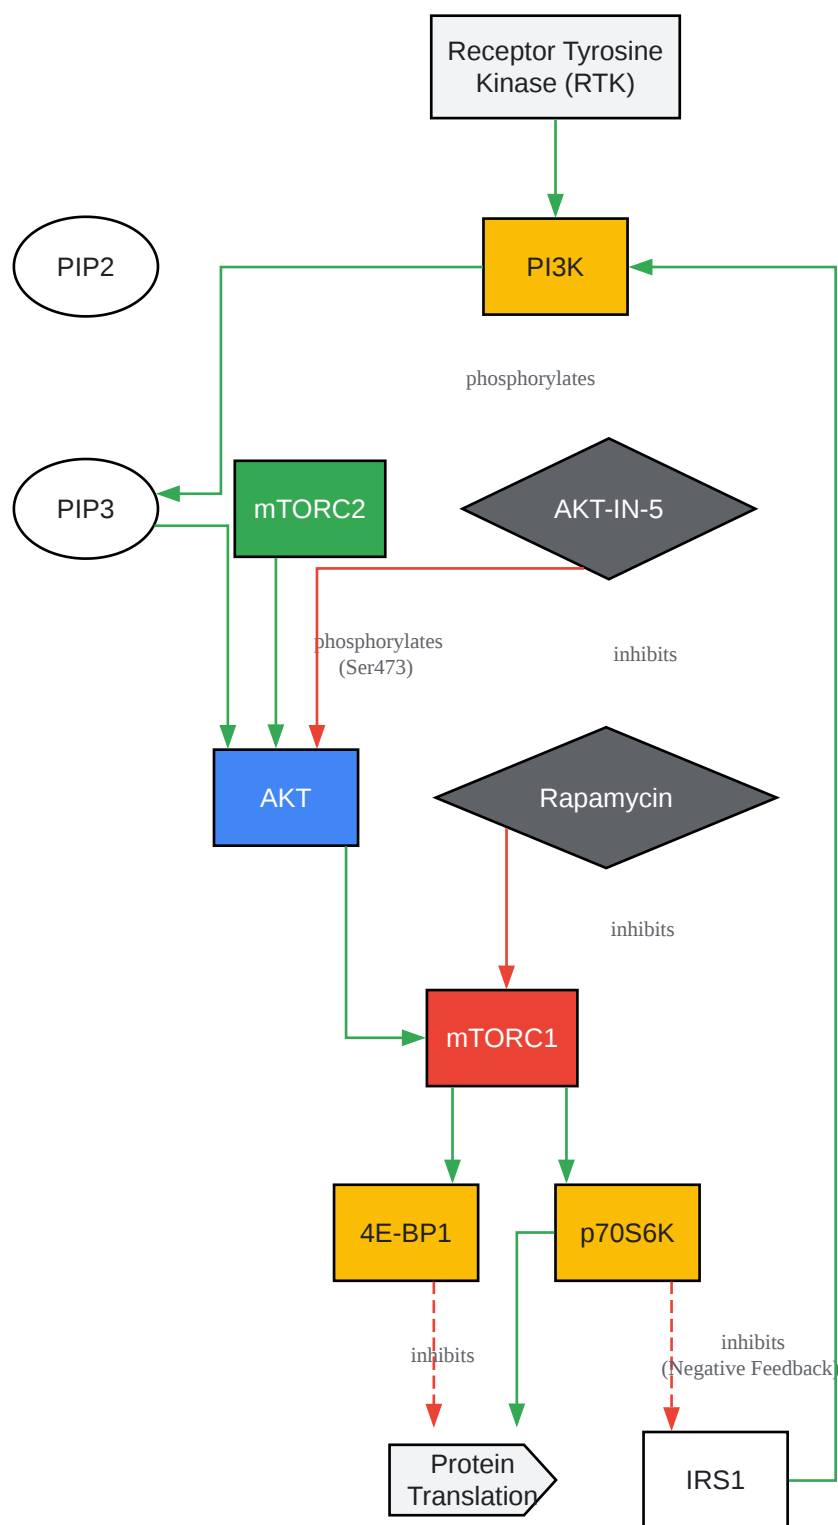 Receptor Tyrosine
Kinase (RTK)
PIP2
PI3K
phosphorylates
PIP3
mTORC2
AKT-IN-5
phosphorylates
(Ser473)
inhibits
AKT
Rapamycin
inhibits
mTORC1
4E-BP1
p70S6K
inhibits
inhibits
(Negative Feedback)
Protein
Translation
IRS1